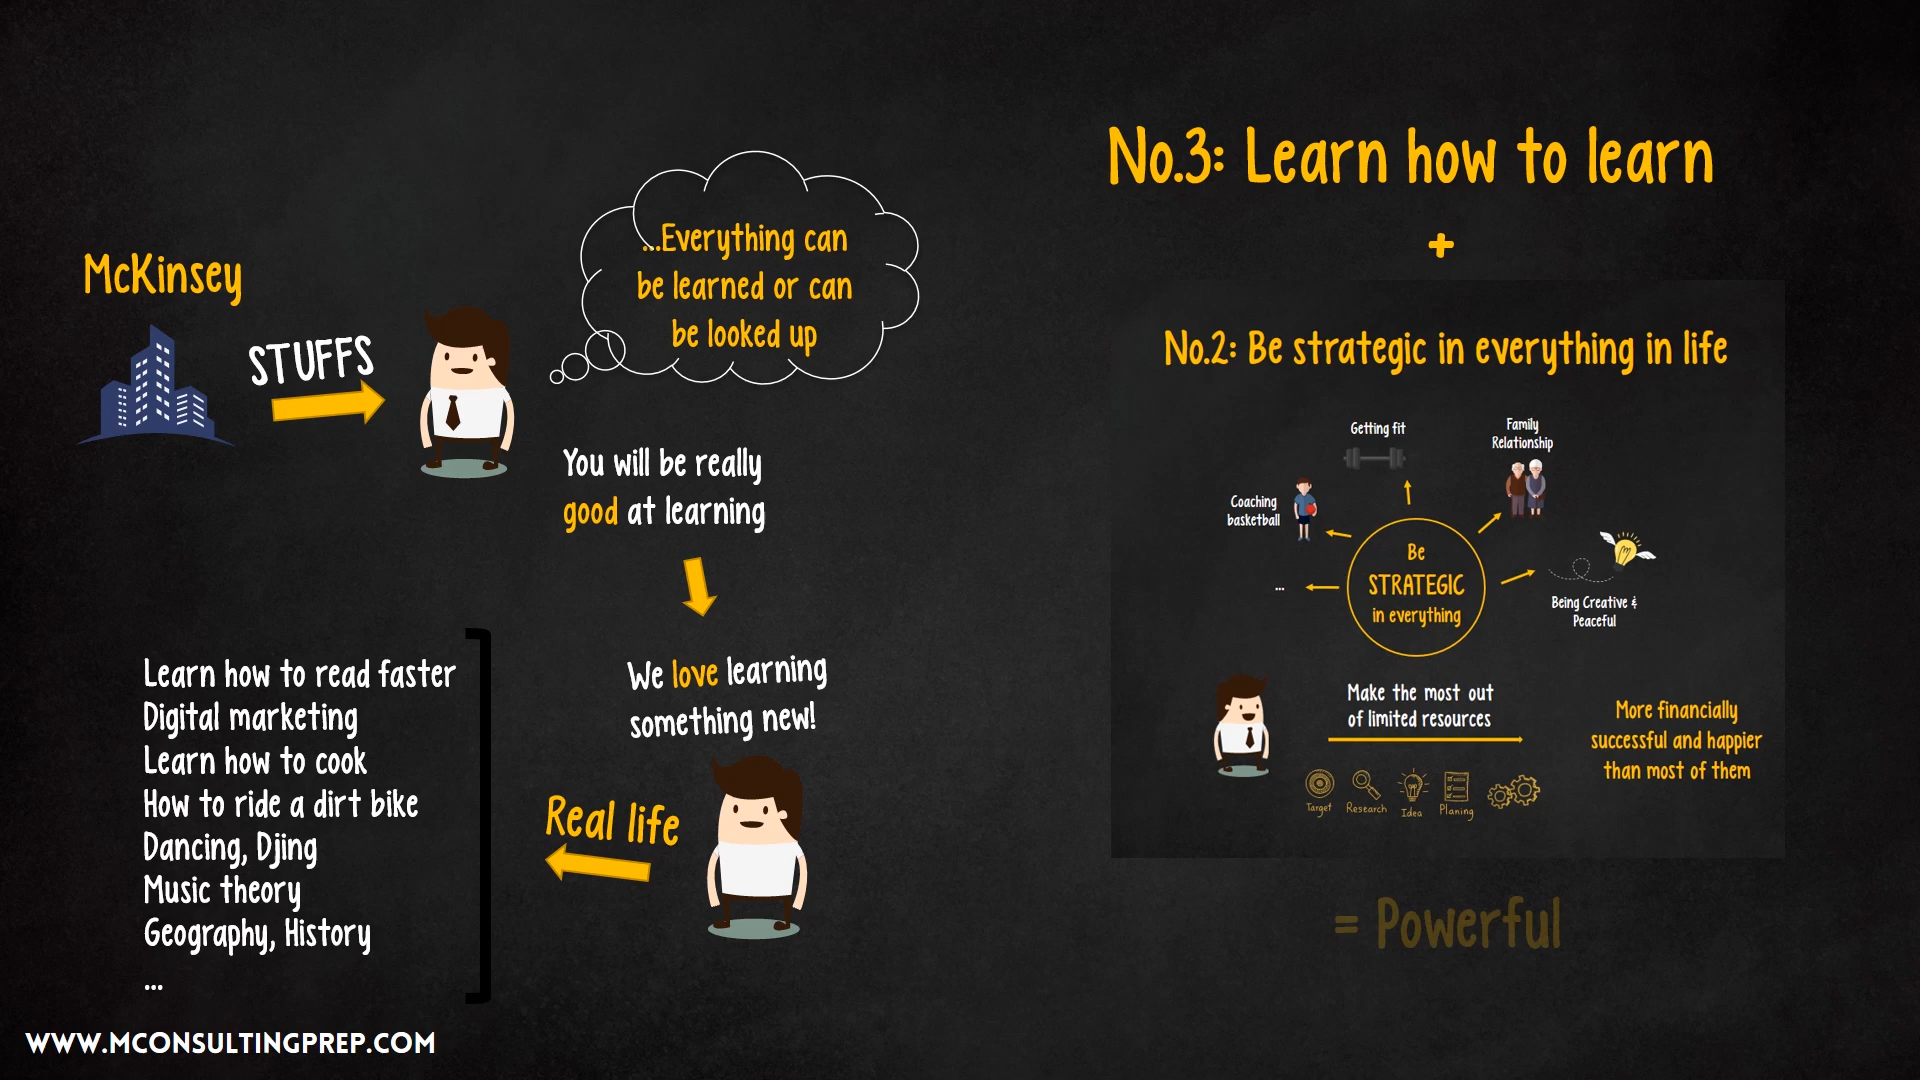 McKinsey
STUFFS
...Everything can
be learned or can
be looked up
You will be really
good at learning
We love learning
something new!
Real life
Learn how to read faster
Digital marketing
Learn how to cook
How to ride a dirt bike
Dancing, Djing
Music theory
Geography, History
...
WWW.MCONSULTINGPREP.COM
No.3: Learn how to learn
+
No.2: Be strategic in everything in life
Getting fit
Family
Relationship
Coaching
basketball
Be
STRATEGIC
in everything
...
Being Creative &
Peaceful
Make the most out
of limited resources
More financially
successful and happier
than most of them
Target
Research
Idea
Planing
= Powerful